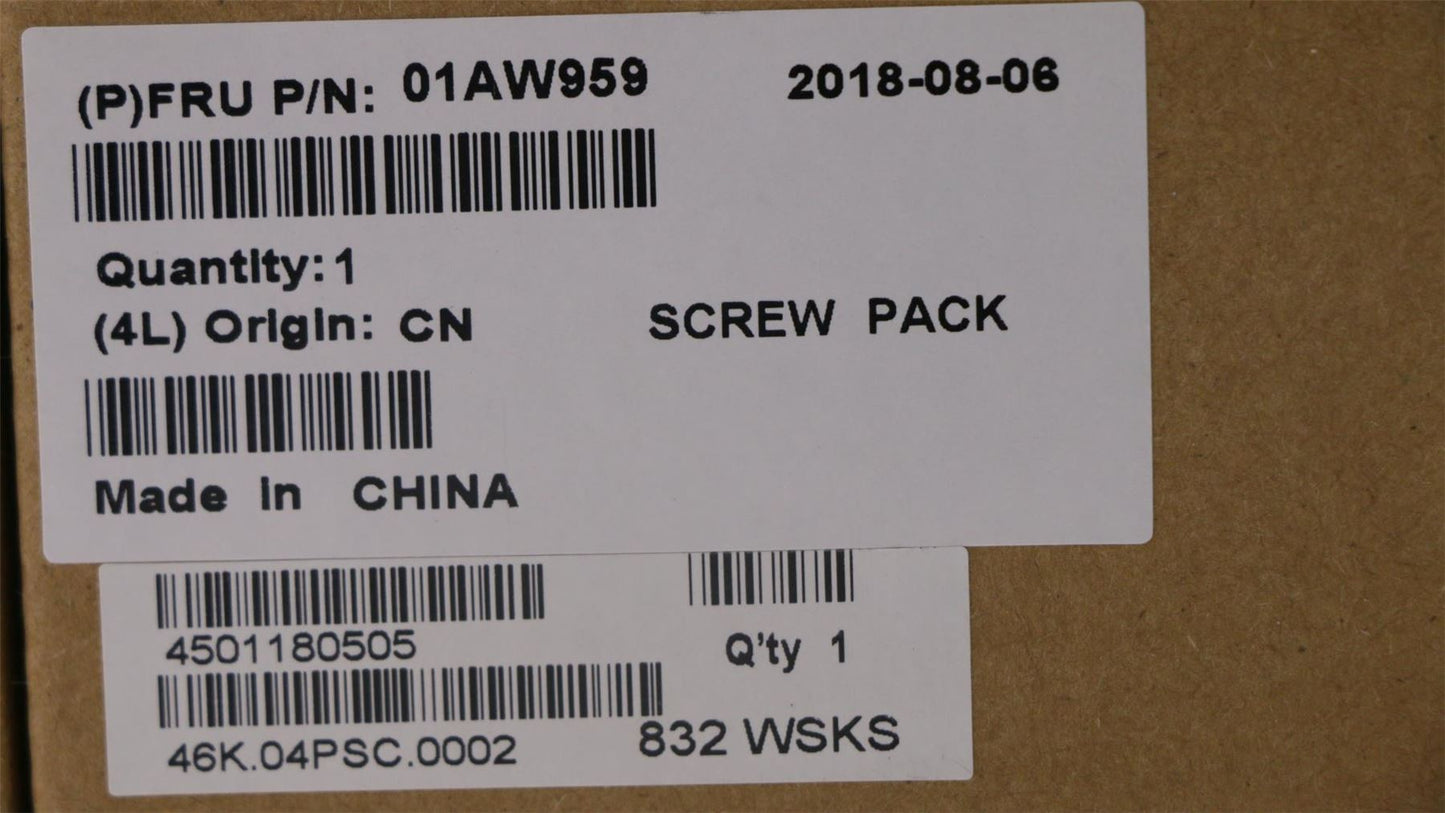 (P)FRU P/N: 01AW959 2018-08-06
Quantity: 1
(4L) Origin: CN SCREW PACK
Made in CHINA
4501180505 Q'ty 1
46K.04PSC.0002 832 WSKS